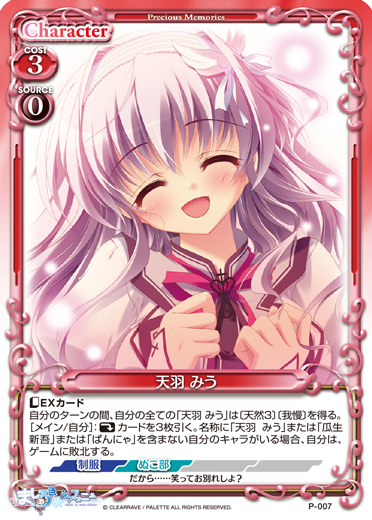 Precious Memories
Character
COST
3
SOURCE
0
天羽 みう
EXカード
自分のターンの間、自分の全ての「天羽 みう」は〔天然3〕〔我慢〕を得る。
[メイン/自分]:カードを3枚引く。名称に「天羽 みう」または「瓜生
新吾」または「ぱんにゃ」を含まない自分のキャラがいる場合、自分は、
ゲームに敗北する。
制服 ぬこ部
だから……笑ってお別れしよ?
© CLEARRAVE / PALETTE ALL RIGHTS RESERVED.
P-007